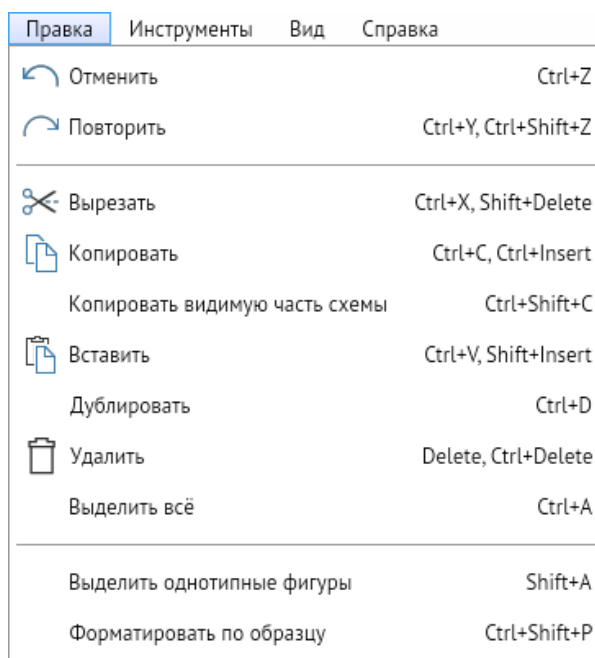 Правка Инструменты Вид Справка
Отменить Ctrl+Z
Повторить Ctrl+Y, Ctrl+Shift+Z
Вырезать Ctrl+X, Shift+Delete
Копировать Ctrl+C, Ctrl+Insert
Копировать видимую часть схемы Ctrl+Shift+C
Вставить Ctrl+V, Shift+Insert
Дублировать Ctrl+D
Удалить Delete, Ctrl+Delete
Выделить всё Ctrl+A
Выделить однотипные фигуры Shift+A
Форматировать по образцу Ctrl+Shift+P